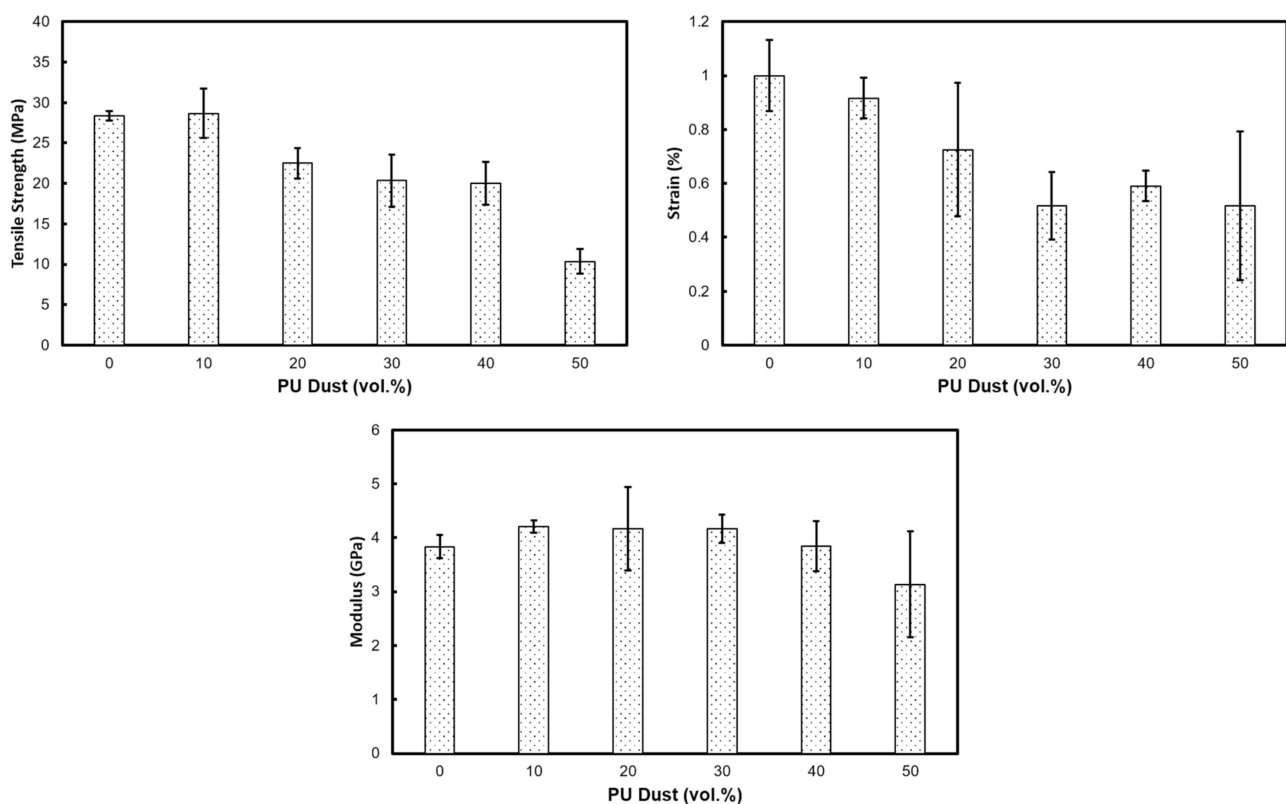 Tensile Strength (MPa)
40
35
30
25
20
15
10
5
0
0 10 20 30 40 50
PU Dust (vol.%)
Strain (%)
1.2
1
0.8
0.6
0.4
0.2
0
0 10 20 30 40 50
PU Dust (vol.%)
Modulus (GPa)
6
5
4
3
2
1
0
0 10 20 30 40 50
PU Dust (vol.%)